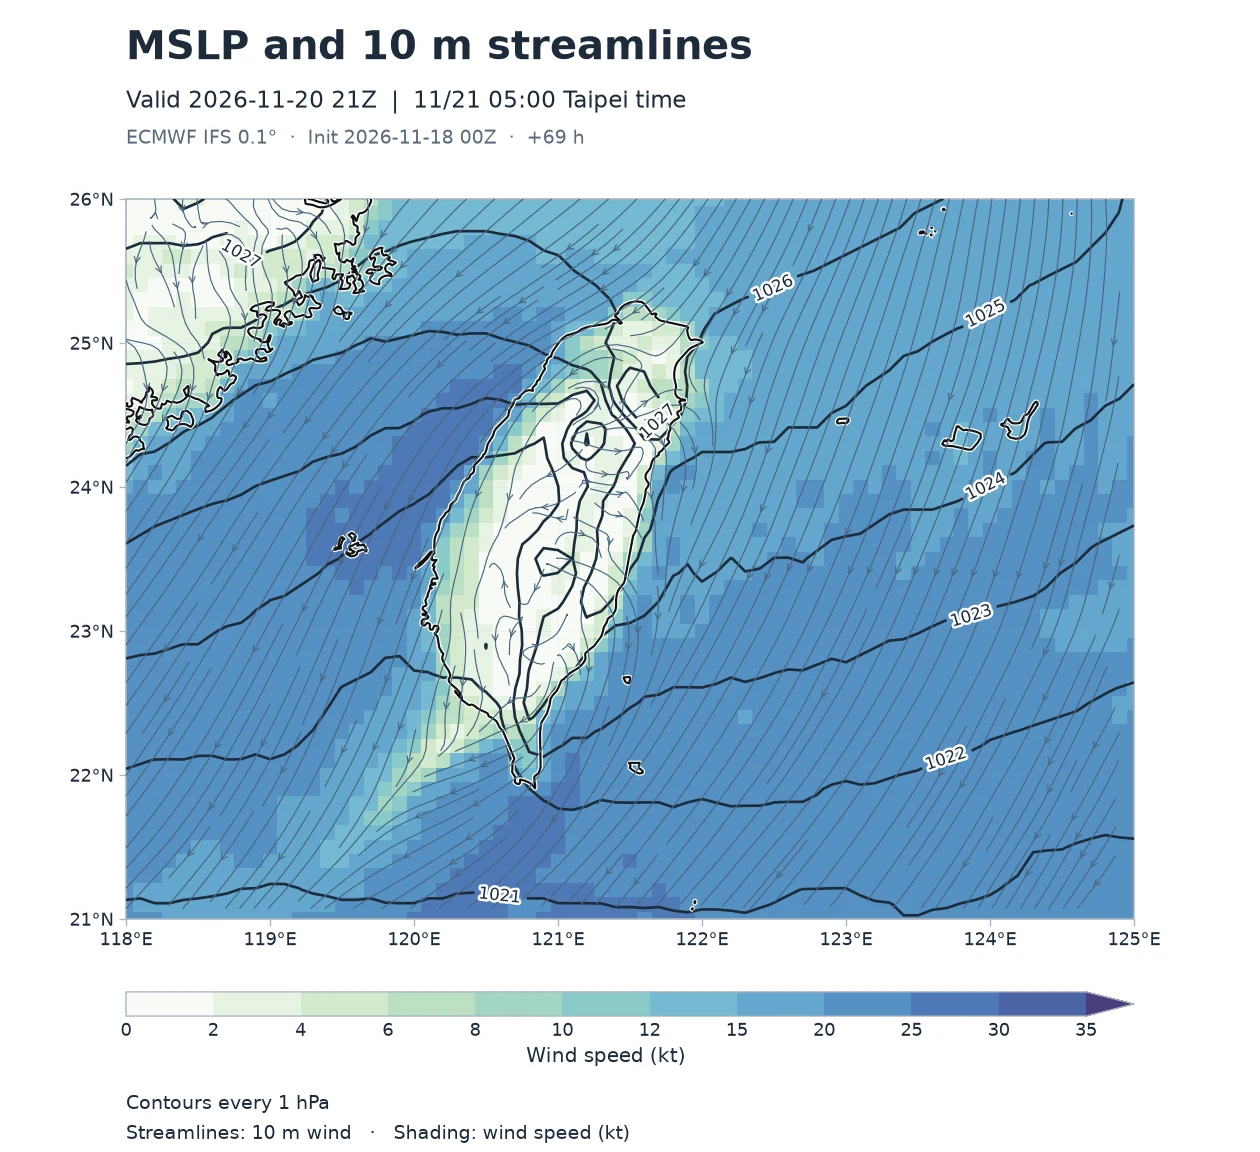 MSLP and 10 m streamlines
Valid 2026-11-20 21Z | 11/21 05:00 Taipei time
ECMWF IFS 0.1° · Init 2026-11-18 00Z · +69 h
26°N
25°N
24°N
23°N
22°N
21°N
1027
1026
1025
1027
1024
1023
1022
1021
118°E 119°E 120°E 121°E 122°E 123°E 124°E 125°E
0 2 4 6 8 10 12 15 20 25 30 35
Wind speed (kt)
Contours every 1 hPa
Streamlines: 10 m wind · Shading: wind speed (kt)